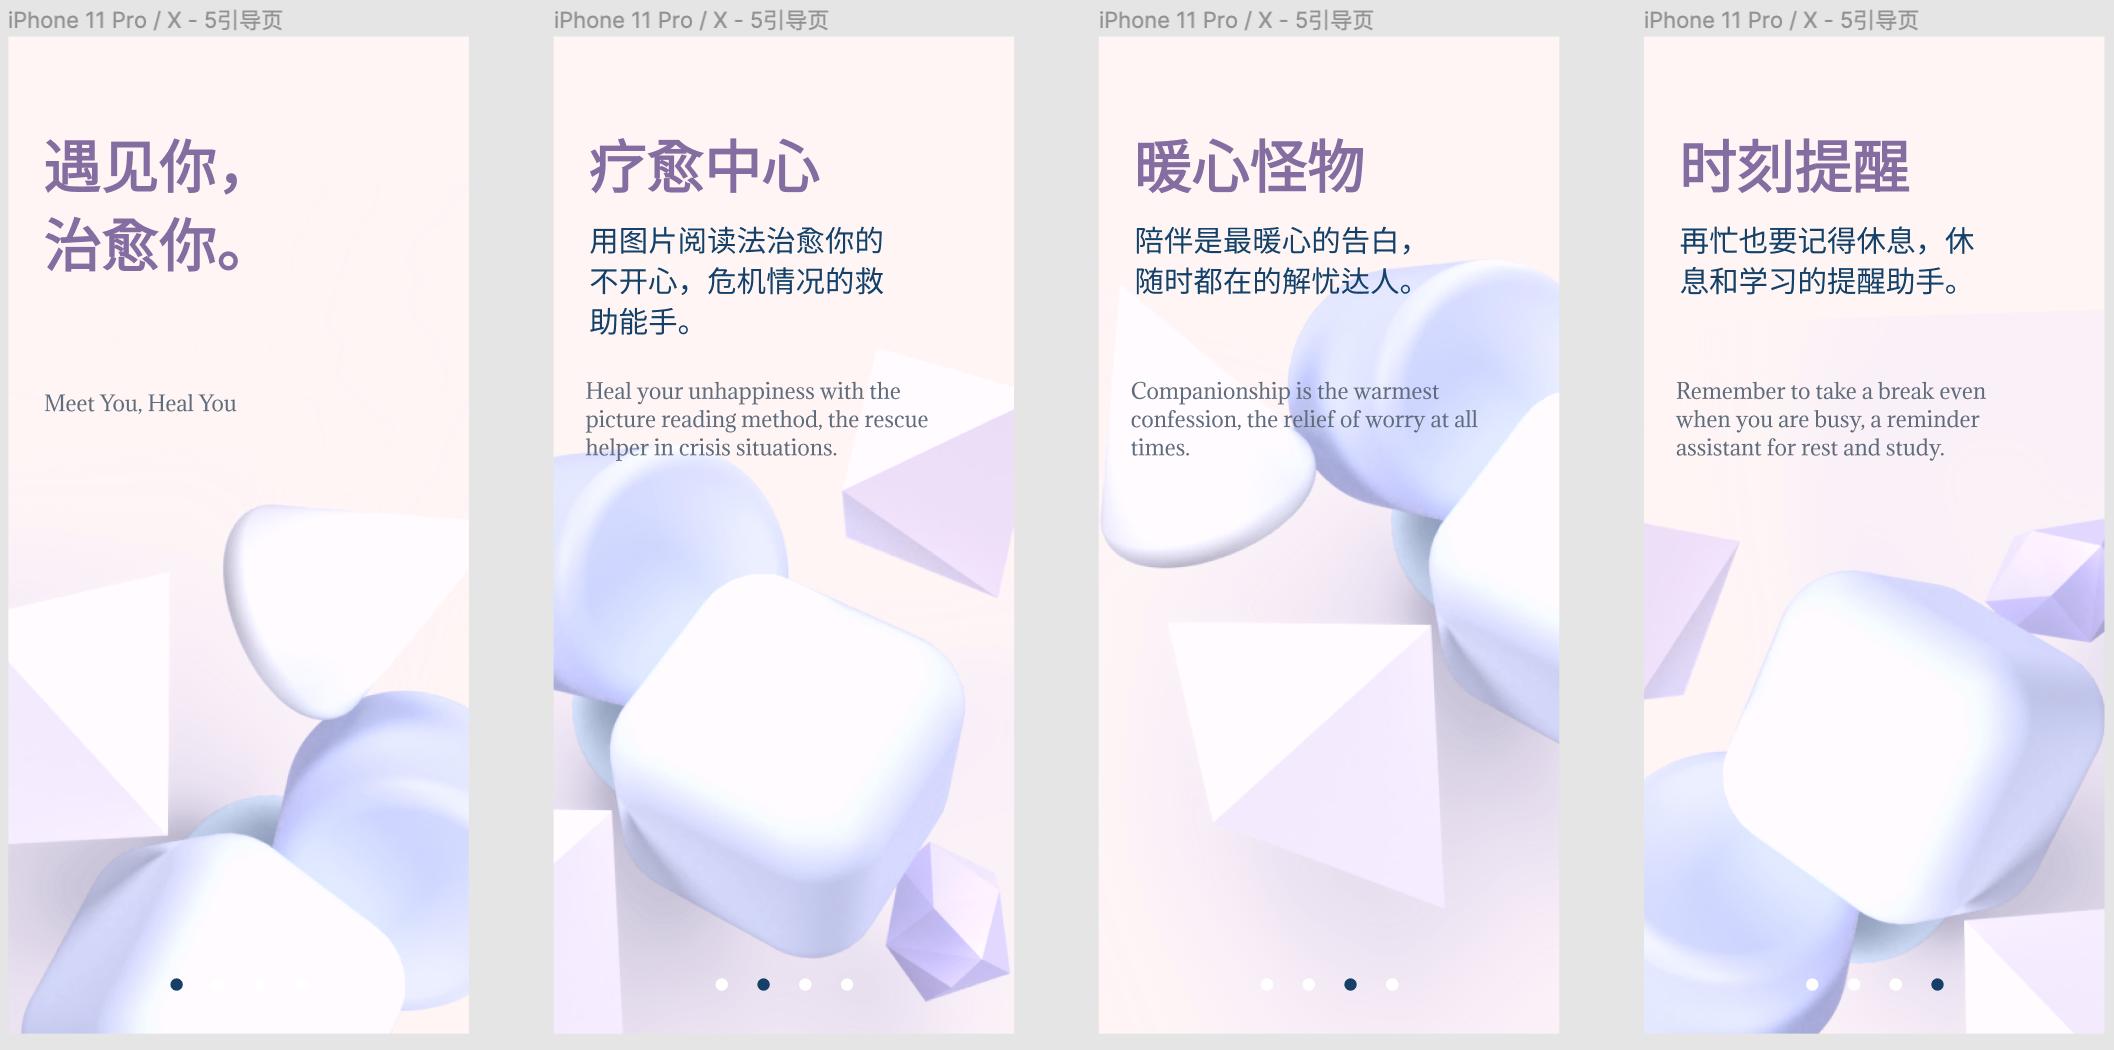 iPhone 11 Pro / X - 5引导页
遇见你，
治愈你。
Meet You, Heal You
iPhone 11 Pro / X - 5引导页
疗愈中心
用图片阅读法治愈你的
不开心，危机情况的救
助能手。
Heal your unhappiness with the
picture reading method, the rescue
helper in crisis situations.
iPhone 11 Pro / X - 5引导页
暖心怪物
陪伴是最暖心的告白，
随时都在的解忧达人。
Companionship is the warmest
confession, the relief of worry at all
times.
iPhone 11 Pro / X - 5引导页
时刻提醒
再忙也要记得休息，休
息和学习的提醒助手。
Remember to take a break even
when you are busy, a reminder
assistant for rest and study.